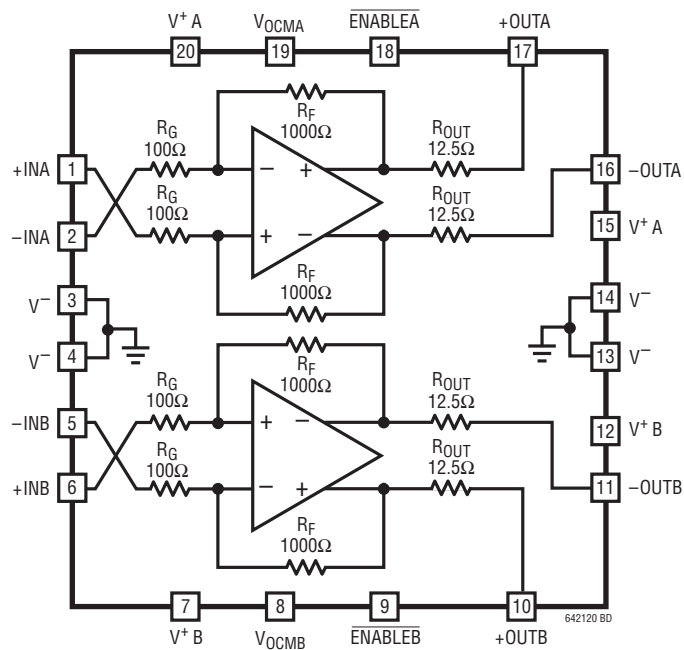 V+ A VOCMA ENABLEA +OUTA
20 19 18 17
RF
1000Ω
RG
100Ω
ROUT
12.5Ω
+INA 1
− +
16 −OUTA
RG
100Ω
ROUT
12.5Ω
−INA 2
+ −
15 V+ A
RF
1000Ω
V− 3
14 V−
V− 4
13 V−
RF
1000Ω
RG
100Ω
ROUT
12.5Ω
−INB 5
+ −
12 V+ B
RG
100Ω
ROUT
12.5Ω
+INB 6
− +
11 −OUTB
RF
1000Ω
7 8 9 10
642120 BD
V+ B VOCMB ENABLEB +OUTB